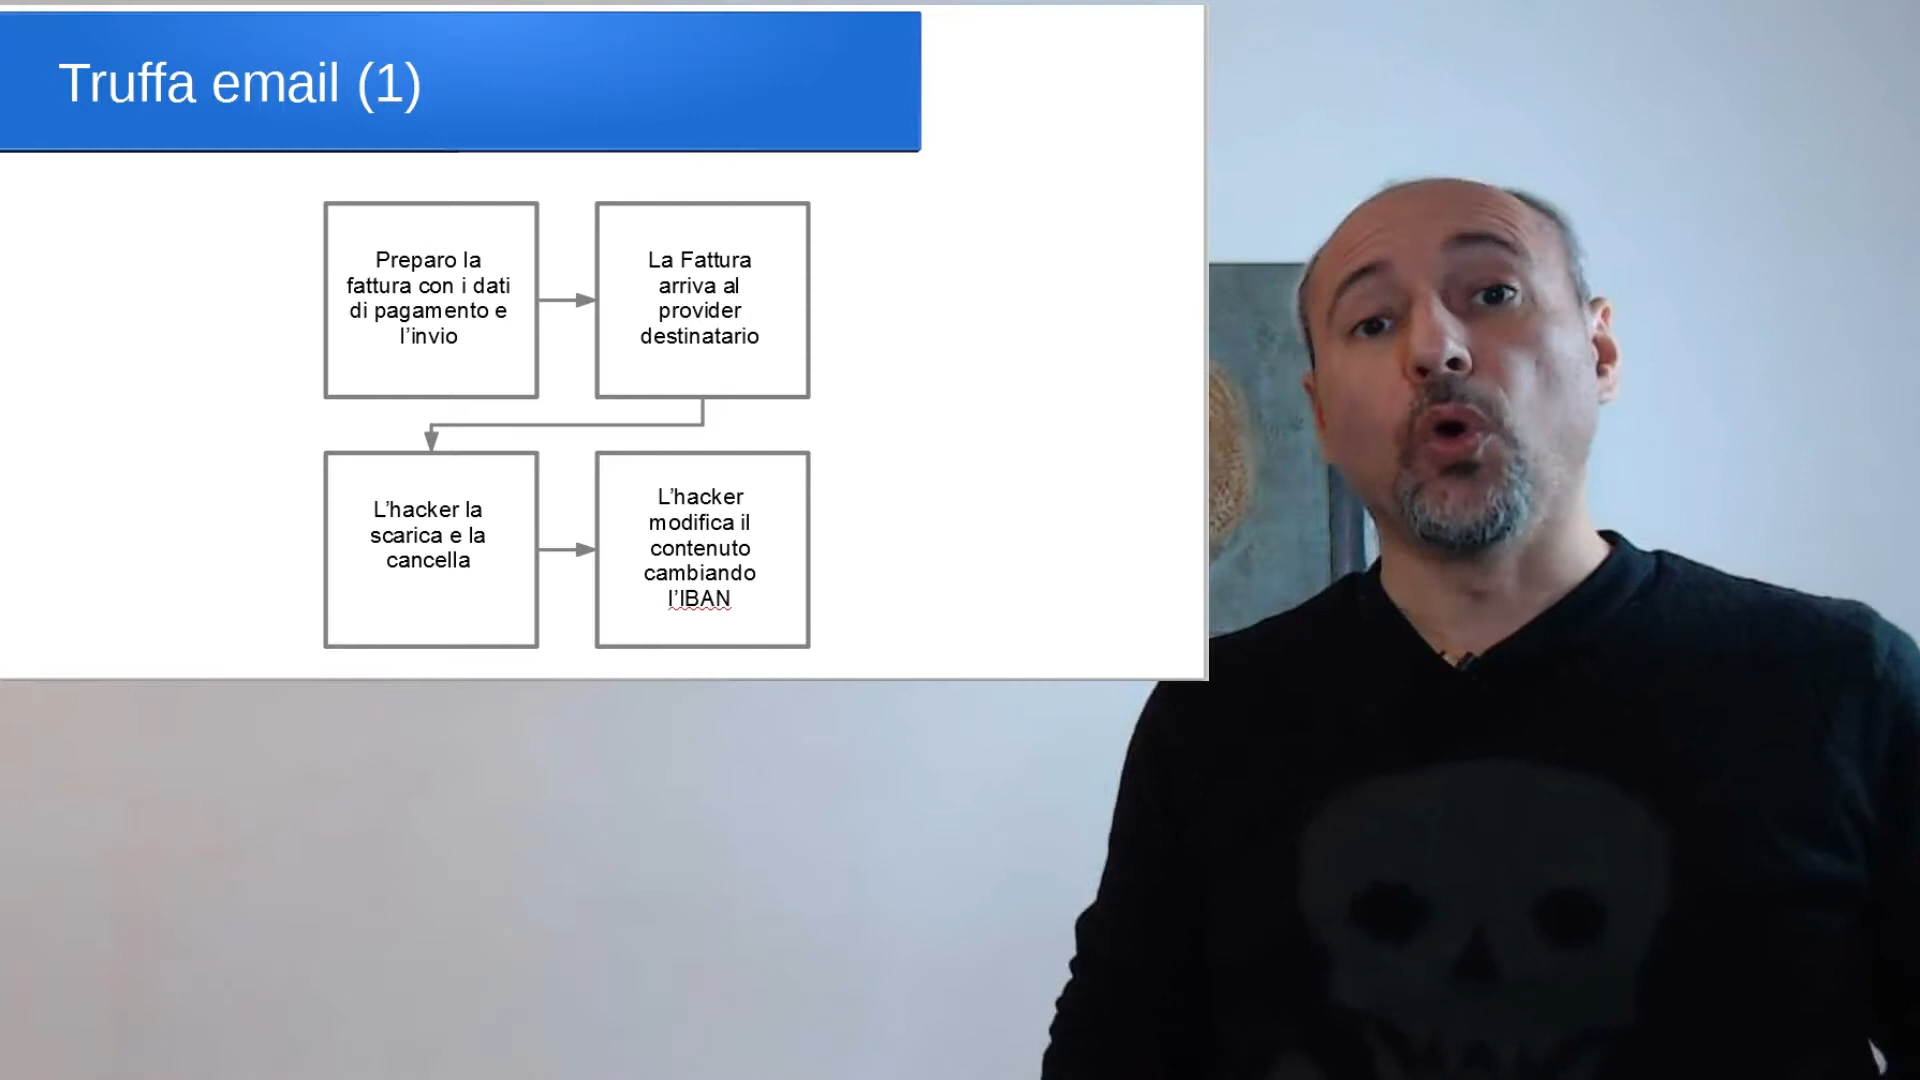 Truffa email (1)
Preparo la
fattura con i dati
di pagamento e
l’invio
La Fattura
arriva al
provider
destinatario
L’hacker la
scarica e la
cancella
L’hacker
modifica il
contenuto
cambiando
l’IBAN